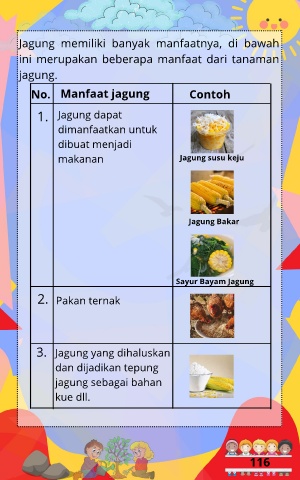 Jagung memiliki banyak manfaatnya, di bawah
ini merupakan beberapa manfaat dari tanaman
jagung.
No. Manfaat jagung Contoh
1. Jagung dapat
dimanfaatkan untuk
dibuat menjadi
makanan
Jagung susu keju
Jagung Bakar
Sayur Bayam Jagung
2. Pakan ternak
3. Jagung yang dihaluskan
dan dijadikan tepung
jagung sebagai bahan
kue dll.
116